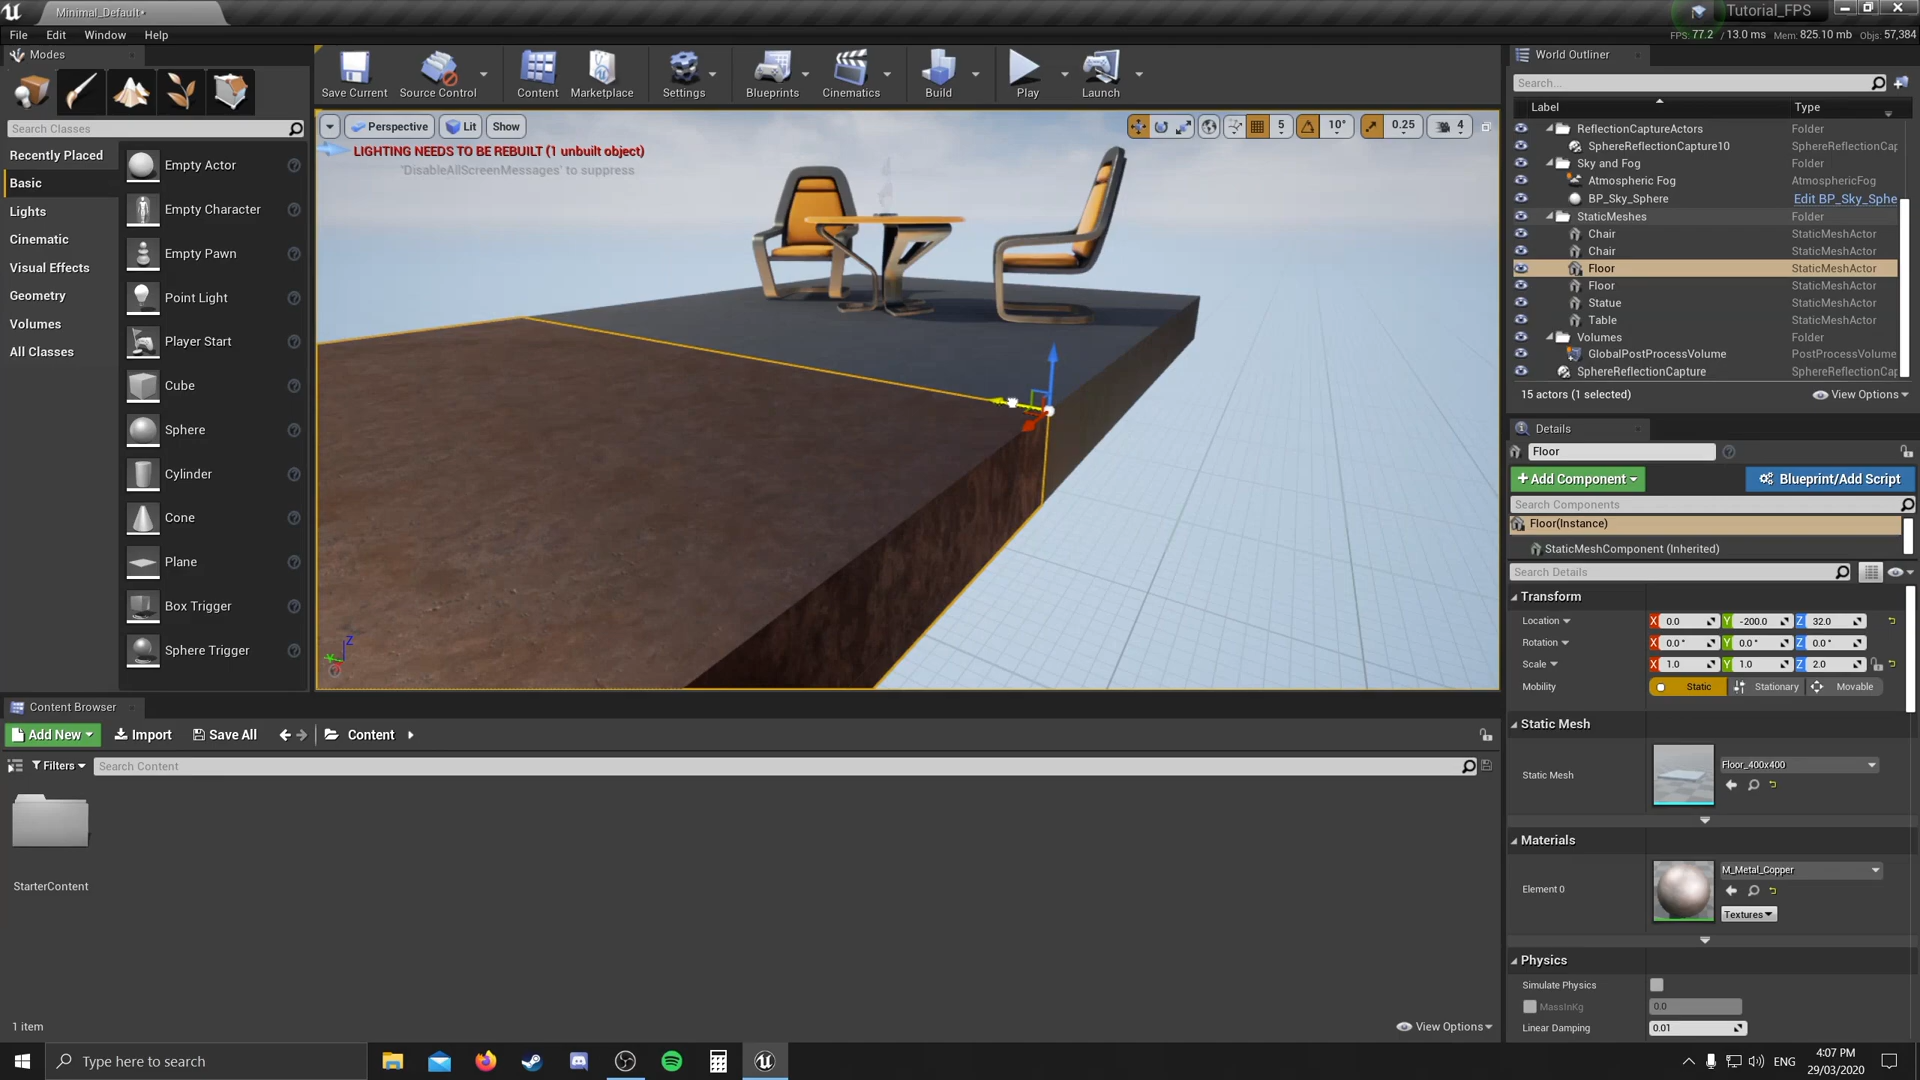 Minimal_Default•
Tutorial_FPS
File
Edit
Window
Help
FPS: 77.2 / 13.0 ms
Mem: 825.10 mb
Objs: 57,384
Modes
Search Classes
Recently Placed
Basic
Lights
Cinematic
Visual Effects
Geometry
Volumes
All Classes
Empty Actor
Empty Character
Empty Pawn
Point Light
Player Start
Cube
Sphere
Cylinder
Cone
Plane
Box Trigger
Sphere Trigger
Save Current
Source Control
Content
Marketplace
Settings
Blueprints
Cinematics
Build
Play
Launch
Perspective
Lit
Show
5
10°
0.25
4
LIGHTING NEEDS TO BE REBUILT (1 unbuilt object)
'DisableAllScreenMessages' to suppress
Z
World Outliner
Search...
Label
Type
ReflectionCaptureActors
Folder
SphereReflectionCapture10
SphereReflectionCap
Sky and Fog
Folder
Atmospheric Fog
AtmosphericFog
BP_Sky_Sphere
Edit BP_Sky_Sphe
StaticMeshes
Folder
Chair
StaticMeshActor
Chair
StaticMeshActor
Floor
StaticMeshActor
Floor
StaticMeshActor
Statue
StaticMeshActor
Table
StaticMeshActor
Volumes
Folder
GlobalPostProcessVolume
PostProcessVolume
SphereReflectionCapture
SphereReflectionCap
15 actors (1 selected)
View Options
Details
Floor
+Add Component
Blueprint/Add Script
Search Components
Floor(Instance)
StaticMeshComponent (Inherited)
Search Details
Transform
Location
X 0.0
Y -200.0
Z 32.0
Rotation
X 0.0 °
Y 0.0 °
Z 0.0 °
Scale
X 1.0
Y 1.0
Z 2.0
Mobility
Static
Stationary
Movable
Static Mesh
Static Mesh
Floor_400x400
Materials
Element 0
M_Metal_Copper
Textures
Physics
Simulate Physics
MassInKg
0.0
Linear Damping
0.01
Content Browser
Add New
Import
Save All
Content
Filters
Search Content
StarterContent
1 item
View Options
Type here to search
ENG
4:07 PM
29/03/2020